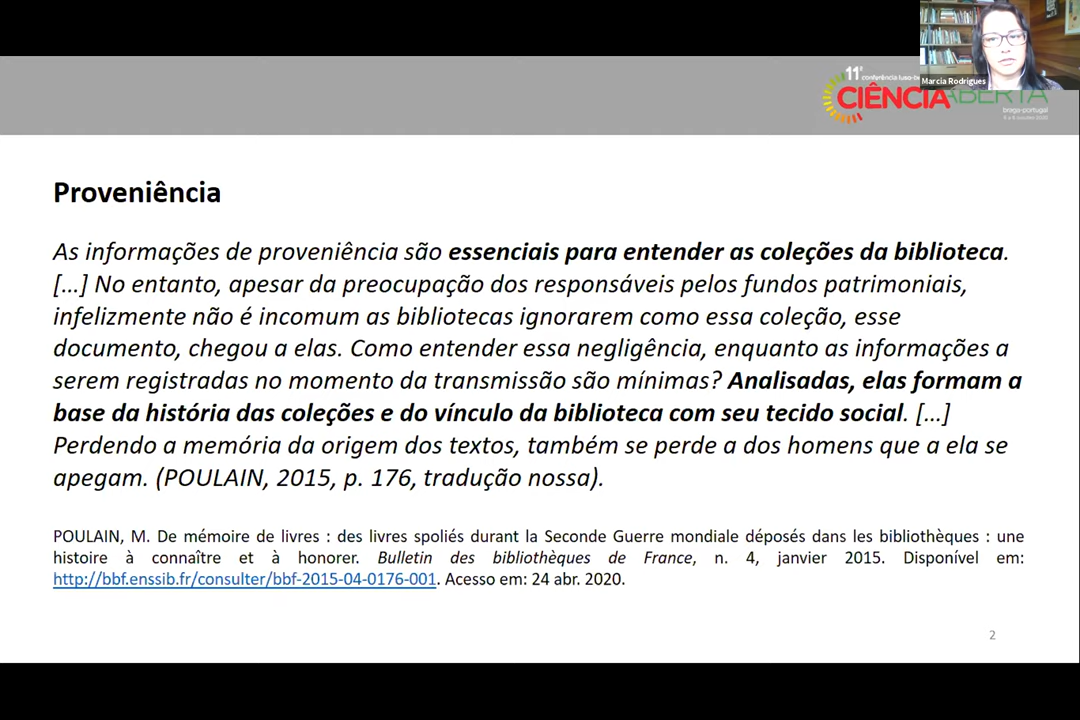 Marcia Rodrigues
11ª conferência luso-
CIÊNCIA ABERTA
braga-portugal
Proveniência
As informações de proveniência são essenciais para entender as coleções da biblioteca.
[…] No entanto, apesar da preocupação dos responsáveis pelos fundos patrimoniais,
infelizmente não é incomum as bibliotecas ignorarem como essa coleção, esse
documento, chegou a elas. Como entender essa negligência, enquanto as informações a
serem registradas no momento da transmissão são mínimas? Analisadas, elas formam a
base da história das coleções e do vínculo da biblioteca com seu tecido social. […]
Perdendo a memória da origem dos textos, também se perde a dos homens que a ela se
apegam. (POULAIN, 2015, p. 176, tradução nossa).
POULAIN, M. De mémoire de livres : des livres spoliés durant la Seconde Guerre mondiale déposés dans les bibliothèques : une
histoire à connaître et à honorer. Bulletin des bibliothèques de France, n. 4, janvier 2015. Disponível em:
http://bbf.enssib.fr/consulter/bbf-2015-04-0176-001. Acesso em: 24 abr. 2020.
2